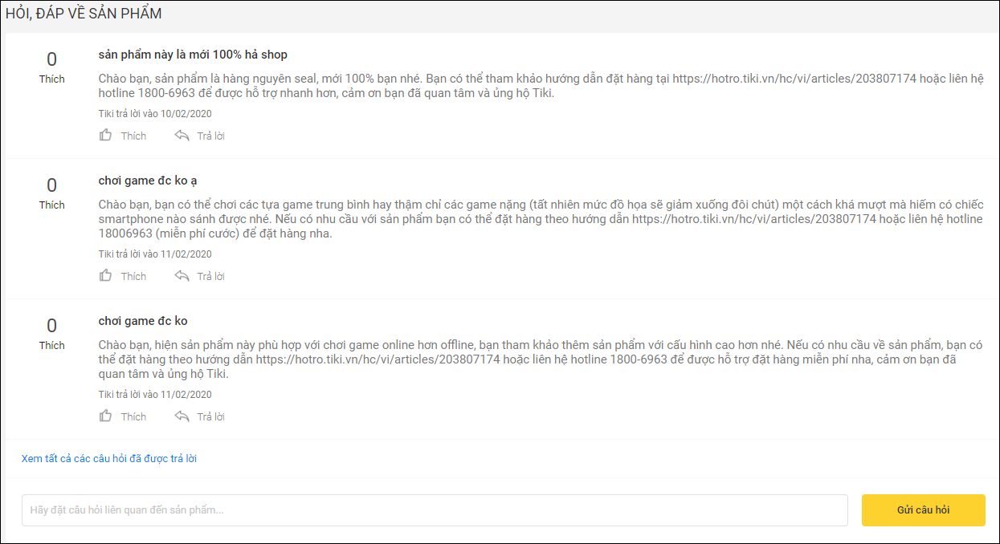 HỎI, ĐÁP VỀ SẢN PHẨM
0
Thích
sản phẩm này là mới 100% hả shop
Chào bạn, sản phẩm là hàng nguyên seal, mới 100% bạn nhé. Bạn có thể tham khảo hướng dẫn đặt hàng tại https://hotro.tiki.vn/hc/vi/articles/203807174 hoặc liên hệ
hotline 1800-6963 để được hỗ trợ nhanh hơn, cảm ơn bạn đã quan tâm và ủng hộ Tiki.
Tiki trả lời vào 10/02/2020
Thích Trả lời
0
Thích
chơi game đc ko ạ
Chào bạn, bạn có thể chơi các tựa game trung bình hay thậm chí các game nặng (tất nhiên mức đồ họa sẽ giảm xuống đôi chút) một cách khá mượt mà hiếm có chiếc
smartphone nào sánh được nhé. Nếu có nhu cầu với sản phẩm bạn có thể đặt hàng theo hướng dẫn https://hotro.tiki.vn/hc/vi/articles/203807174 hoặc liên hệ hotline
18006963 (miễn phí cước) để đặt hàng nha.
Tiki trả lời vào 11/02/2020
Thích Trả lời
0
Thích
chơi game đc ko
Chào bạn, hiện sản phẩm này phù hợp với chơi game online hơn offline, bạn tham khảo thêm sản phẩm với cấu hình cao hơn nhé. Nếu có nhu cầu về sản phẩm, bạn có
thể đặt hàng theo hướng dẫn https://hotro.tiki.vn/hc/vi/articles/203807174 hoặc liên hệ hotline 1800-6963 để được hỗ trợ đặt hàng miễn phí nha, cảm ơn bạn đã
quan tâm và ủng hộ Tiki.
Tiki trả lời vào 11/02/2020
Thích Trả lời
Xem tất cả các câu hỏi đã được trả lời
Hãy đặt câu hỏi liên quan đến sản phẩm... Gửi câu hỏi